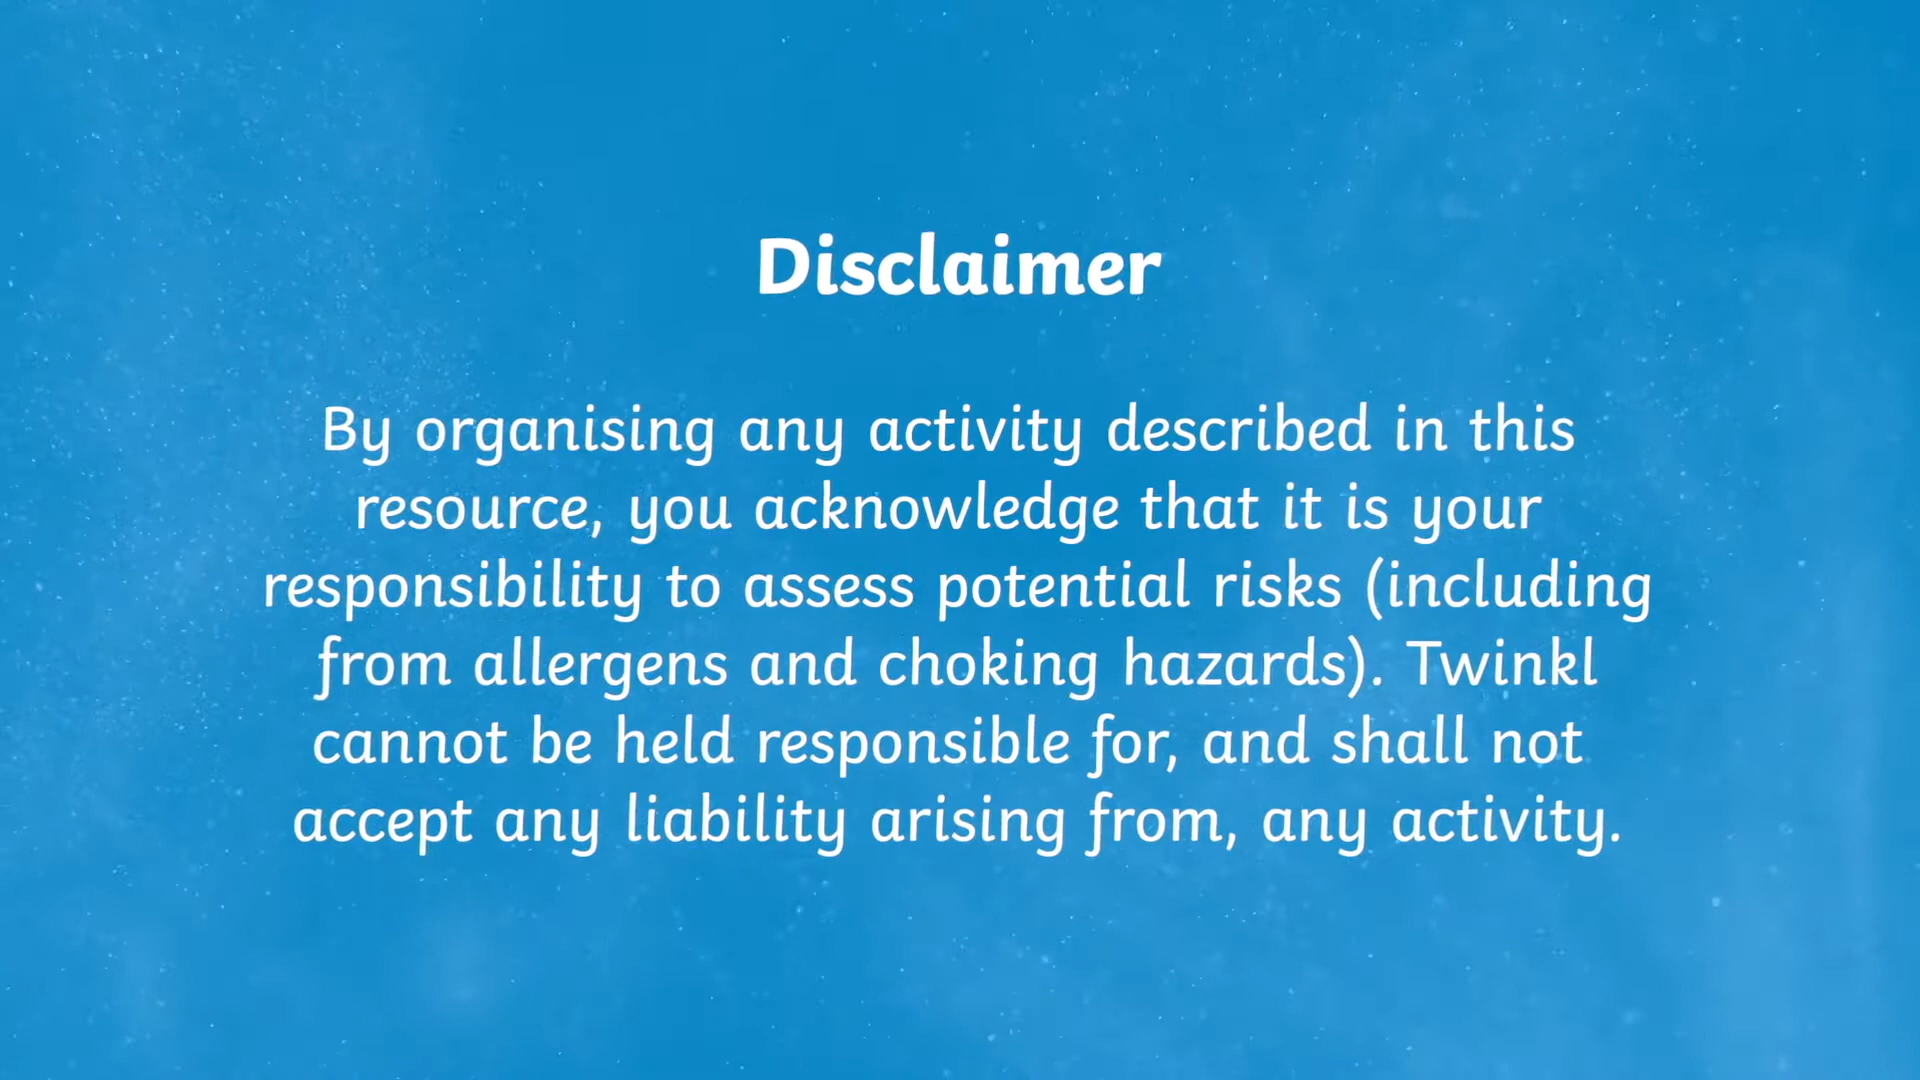 Disclaimer
By organising any activity described in this
resource, you acknowledge that it is your
responsibility to assess potential risks (including
from allergens and choking hazards). Twinkl
cannot be held responsible for, and shall not
accept any liability arising from, any activity.